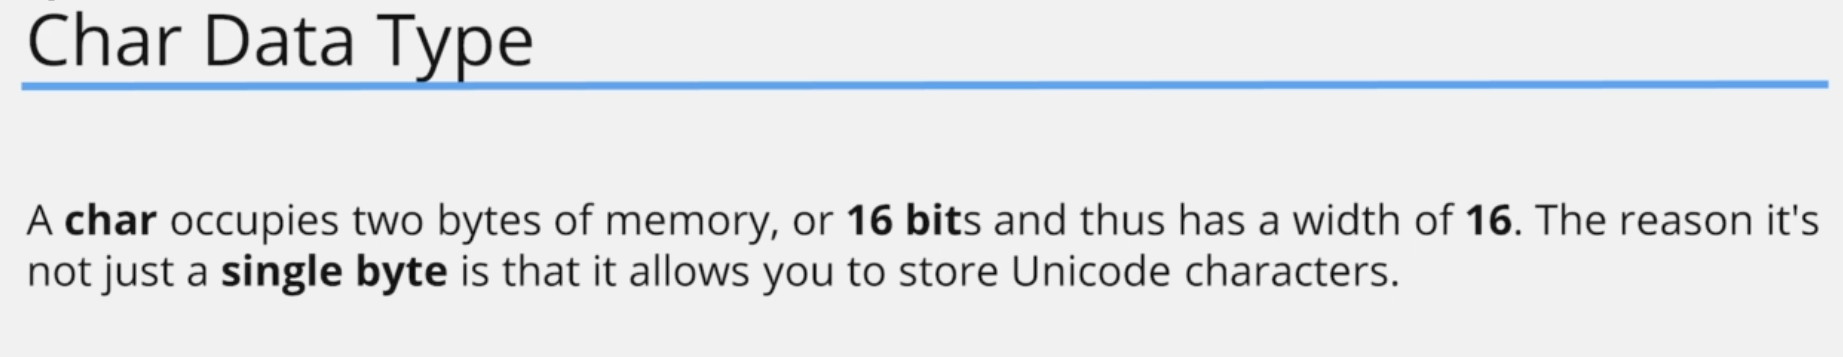 Char Data Type
A char occupies two bytes of memory, or 16 bits and thus has a width of 16. The reason it's
not just a single byte is that it allows you to store Unicode characters.